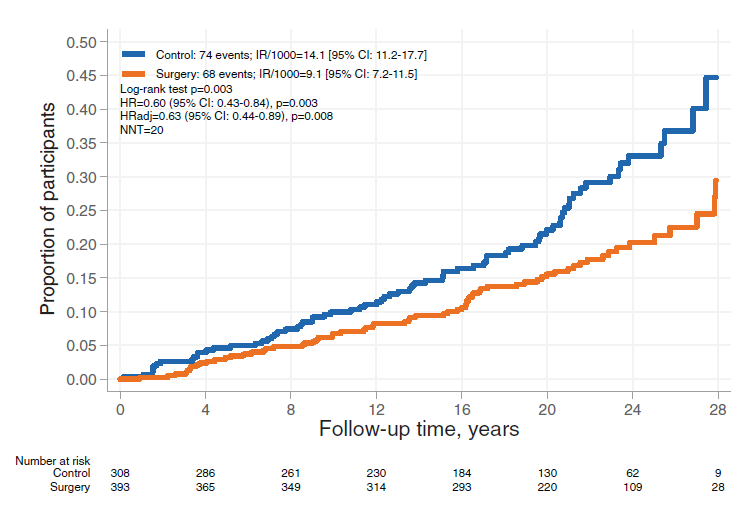 Control: 74 events; IR/1000=14.1 [95% CI: 11.2-17.7]
Surgery: 68 events; IR/1000=9.1 [95% CI: 7.2-11.5]
Log-rank test p=0.003
HR=0.60 (95% CI: 0.43-0.84), p=0.003
HRadj=0.63 (95% CI: 0.44-0.89), p=0.008
NNT=20
Proportion of participants
0.50
0.45
0.40
0.35
0.30
0.25
0.20
0.15
0.10
0.05
0.00
0 4 8 12 16 20 24 28
Follow-up time, years
Number at risk
Control 308 286 261 230 184 130 62 9
Surgery 393 365 349 314 293 220 109 28